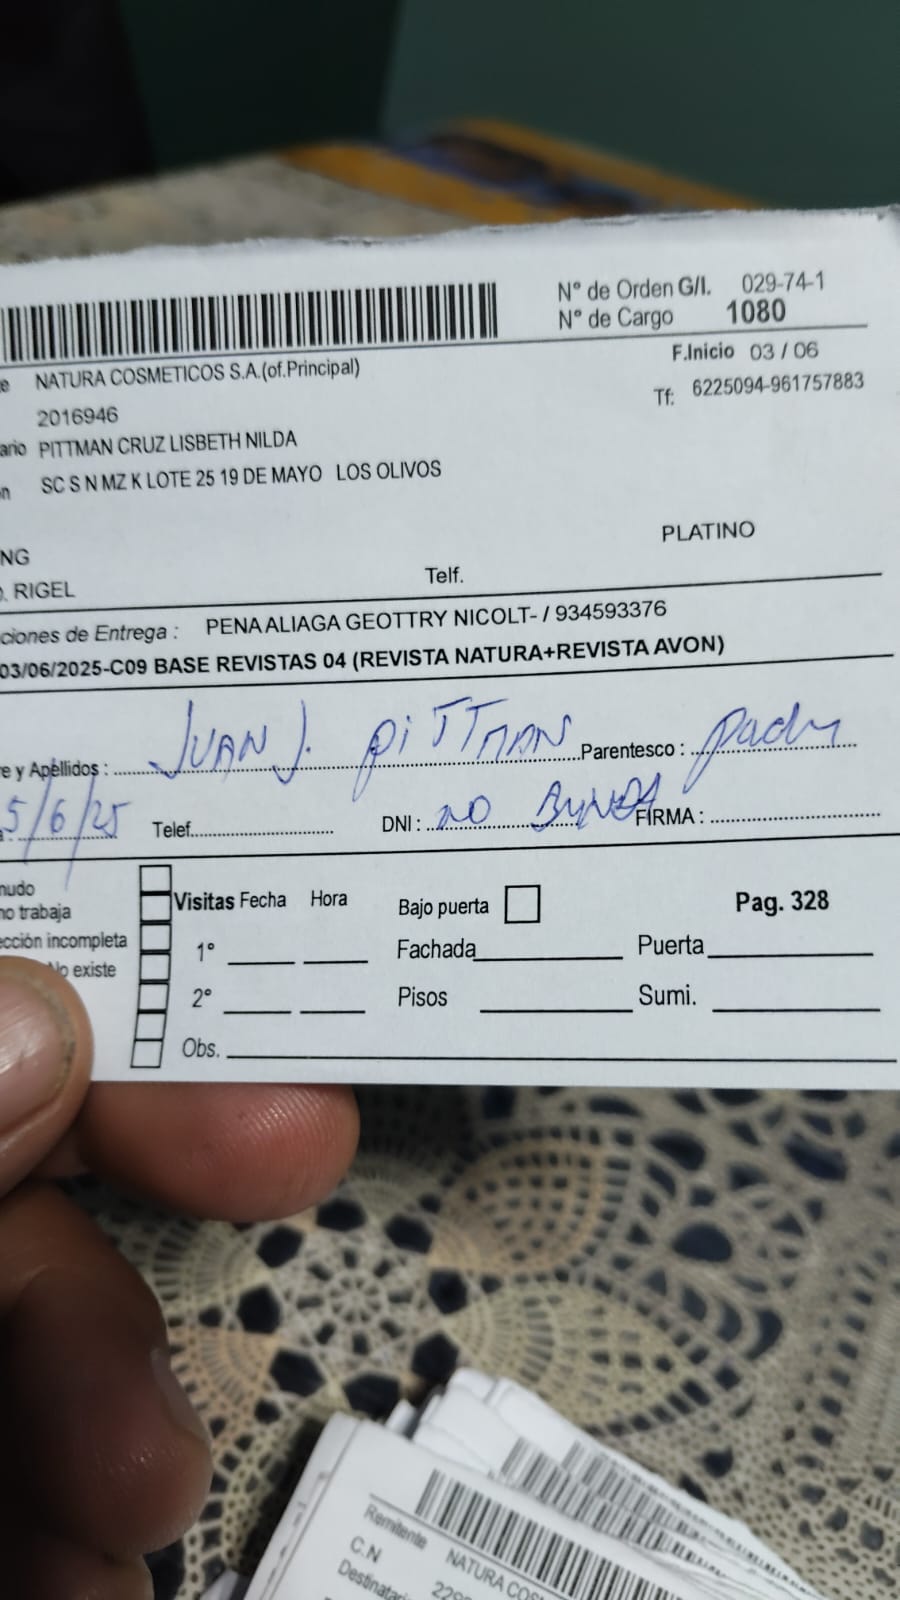 N° de Orden G/I. 029-74-1
N° de Cargo 1080
F.Inicio 03 / 06
e NATURA COSMETICOS S.A.(of.Principal)
Tf: 6225094-961757883
2016946
ario PITTMAN CRUZ LISBETH NILDA
n SC S N MZ K LOTE 25 19 DE MAYO LOS OLIVOS
PLATINO
NG
. RIGEL
Telf.
ciones de Entrega : PENA ALIAGA GEOTTRY NICOLT- / 934593376
03/06/2025-C09 BASE REVISTAS 04 (REVISTA NATURA+REVISTA AVON)
e y Apellidos : JUAN J. PITTMAN Parentesco : padre
5/6/25 Telef. DNI : NO BRINDA FIRMA :
nudo
no trabaja
Visitas Fecha Hora
Bajo puerta
Pag. 328
ección incompleta
1° Fachada Puerta
No existe
2° Pisos Sumi.
Obs.
Remitente NATURA COS
C.N
Destinatar